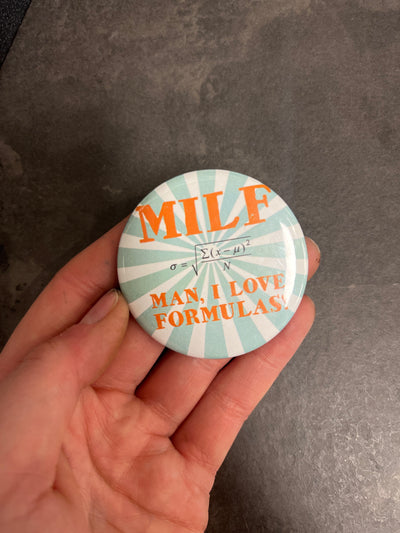 MILF
σ = √(Σ(x − μ)² / N)
MAN, I LOVE
FORMULAS!